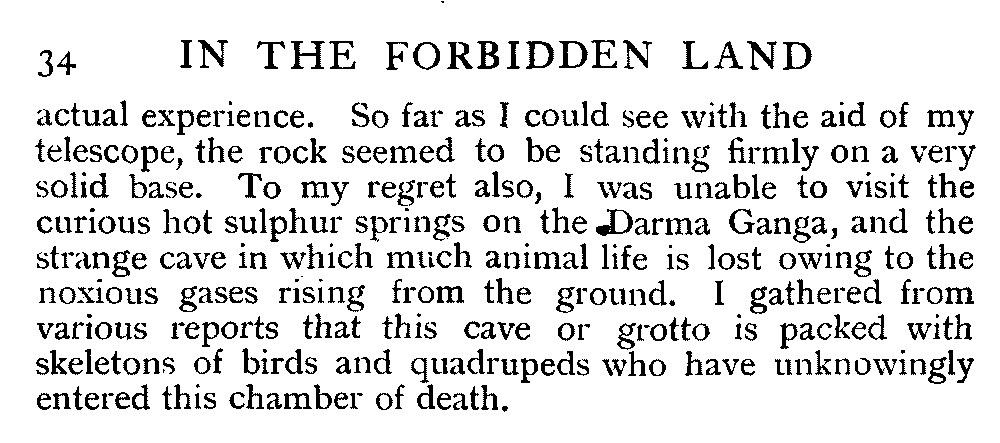 34 IN THE FORBIDDEN LAND
actual experience. So far as I could see with the aid of my
telescope, the rock seemed to be standing firmly on a very
solid base. To my regret also, I was unable to visit the
curious hot sulphur springs on the Darma Ganga, and the
strange cave in which much animal life is lost owing to the
noxious gases rising from the ground. I gathered from
various reports that this cave or grotto is packed with
skeletons of birds and quadrupeds who have unknowingly
entered this chamber of death.